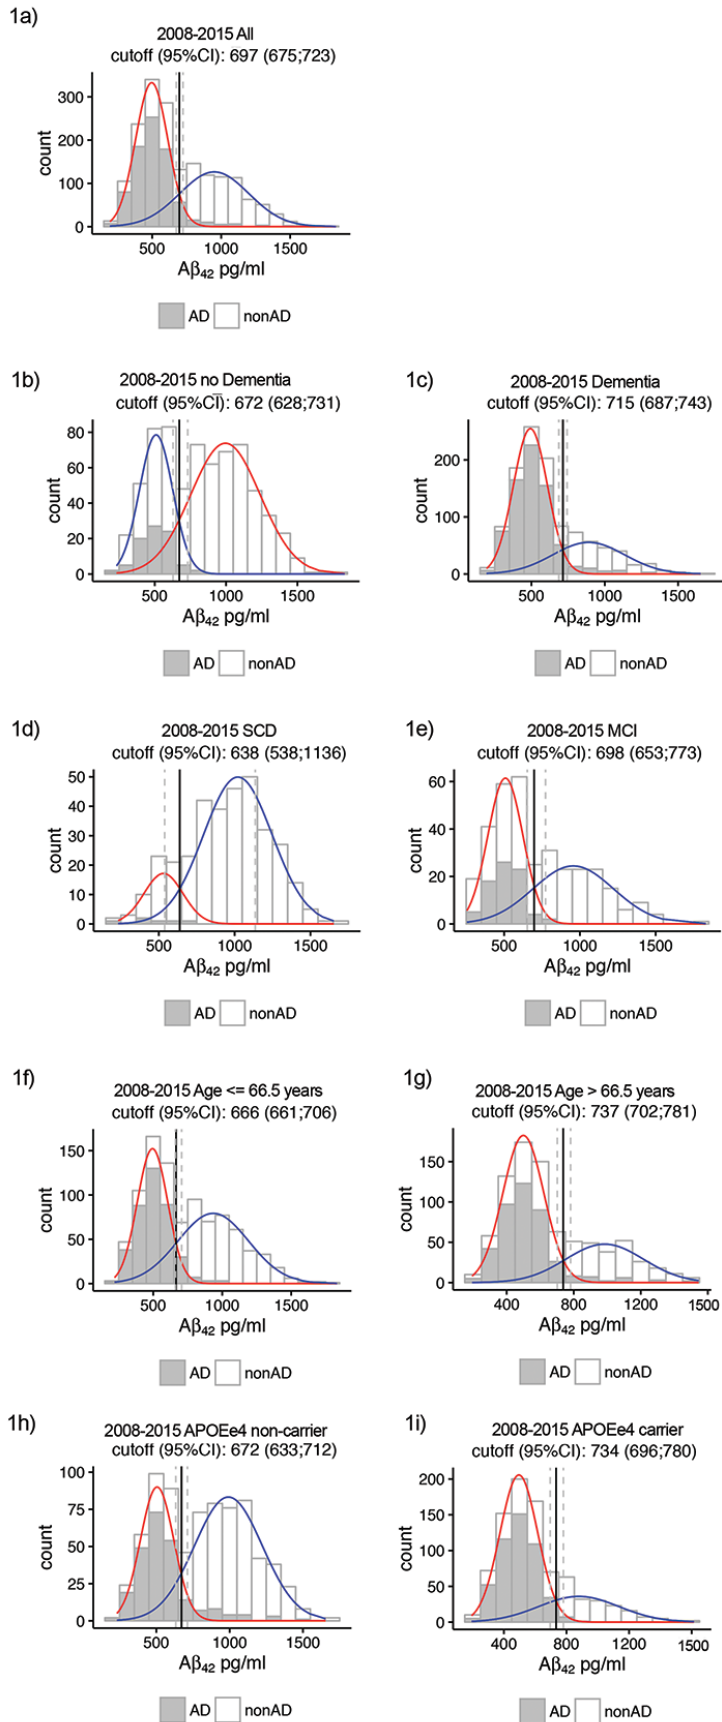 1a)
2008-2015 All
cutoff (95%CI): 697 (675;723)
300
200
100
0
count
500 1000 1500
Aβ₄₂ pg/ml
AD nonAD
1b)
2008-2015 no Dementia
cutoff (95%CI): 672 (628;731)
80
60
40
20
0
count
500 1000 1500
Aβ₄₂ pg/ml
AD nonAD
1c)
2008-2015 Dementia
cutoff (95%CI): 715 (687;743)
200
100
0
count
500 1000 1500
Aβ₄₂ pg/ml
AD nonAD
1d)
2008-2015 SCD
cutoff (95%CI): 638 (538;1136)
50
40
30
20
10
0
count
500 1000 1500
Aβ₄₂ pg/ml
AD nonAD
1e)
2008-2015 MCI
cutoff (95%CI): 698 (653;773)
60
40
20
0
count
500 1000 1500
Aβ₄₂ pg/ml
AD nonAD
1f)
2008-2015 Age <= 66.5 years
cutoff (95%CI): 666 (661;706)
150
100
50
0
count
500 1000 1500
Aβ₄₂ pg/ml
AD nonAD
1g)
2008-2015 Age > 66.5 years
cutoff (95%CI): 737 (702;781)
150
100
50
0
count
400 800 1200 1500
Aβ₄₂ pg/ml
AD nonAD
1h)
2008-2015 APOEe4 non-carrier
cutoff (95%CI): 672 (633;712)
100
75
50
25
0
count
500 1000 1500
Aβ₄₂ pg/ml
AD nonAD
1i)
2008-2015 APOEe4 carrier
cutoff (95%CI): 734 (696;780)
200
150
100
50
0
count
400 800 1200 1600
Aβ₄₂ pg/ml
AD nonAD